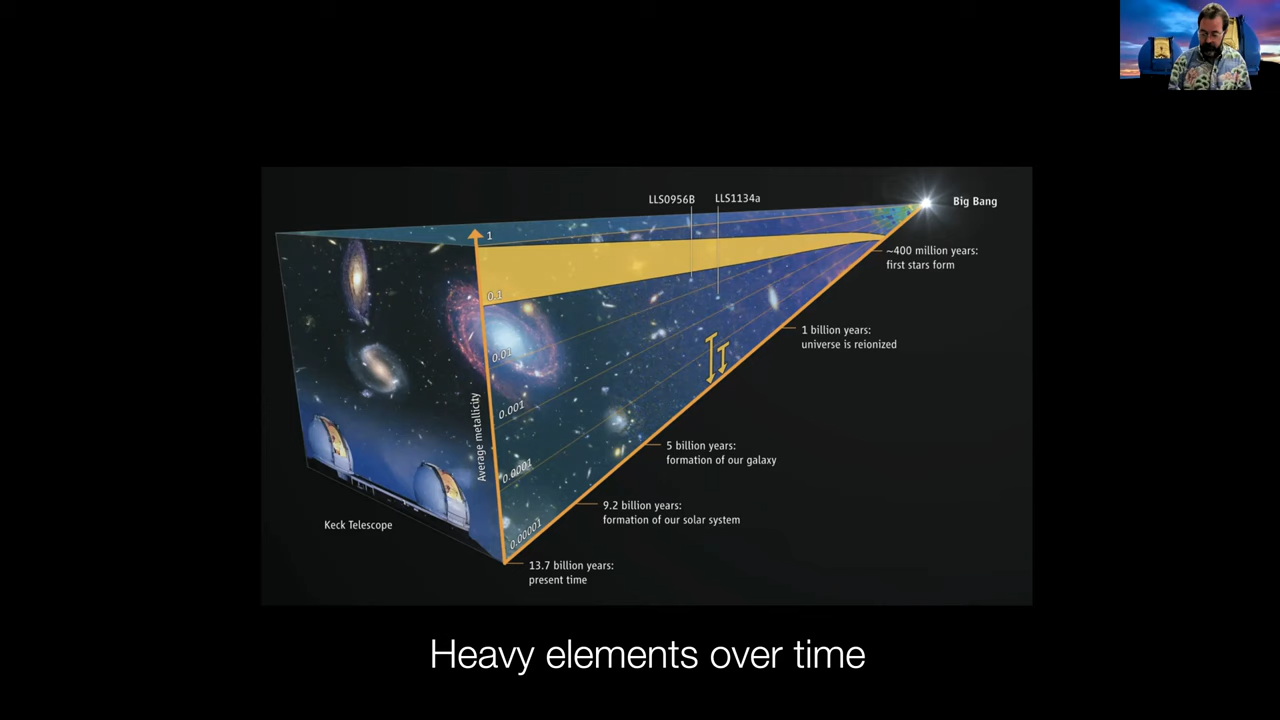 LLS0956B
LLS1134a
Big Bang
1
~400 million years:
first stars form
0.1
1 billion years:
universe is reionized
0.01
Average metallicity
0.001
5 billion years:
formation of our galaxy
0.0001
9.2 billion years:
formation of our solar system
Keck Telescope
0.00001
13.7 billion years:
present time
Heavy elements over time